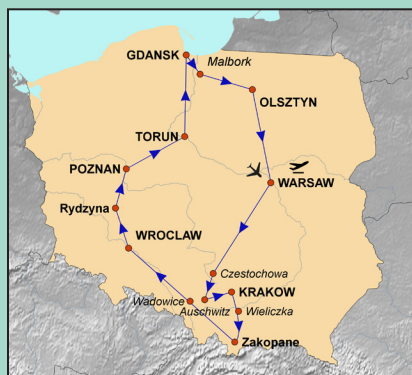 GDANSK
Malbork
OLSZTYN
TORUN
POZNAN
WARSAW
Rydzyna
WROCLAW
Czestochowa
KRAKOW
Wadowice
Auschwitz
Wieliczka
Zakopane